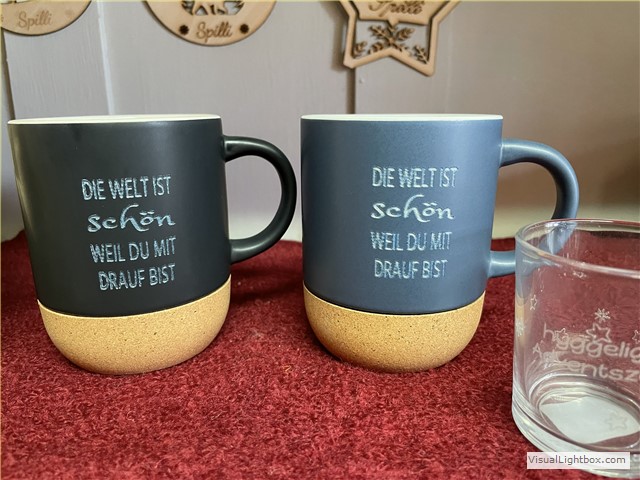 Spilli
Spilli
DIE WELT IST
schön
WEIL DU MIT
DRAUF BIST
DIE WELT IST
schön
WEIL DU MIT
DRAUF BIST
hyggelig
VisualLightbox.com